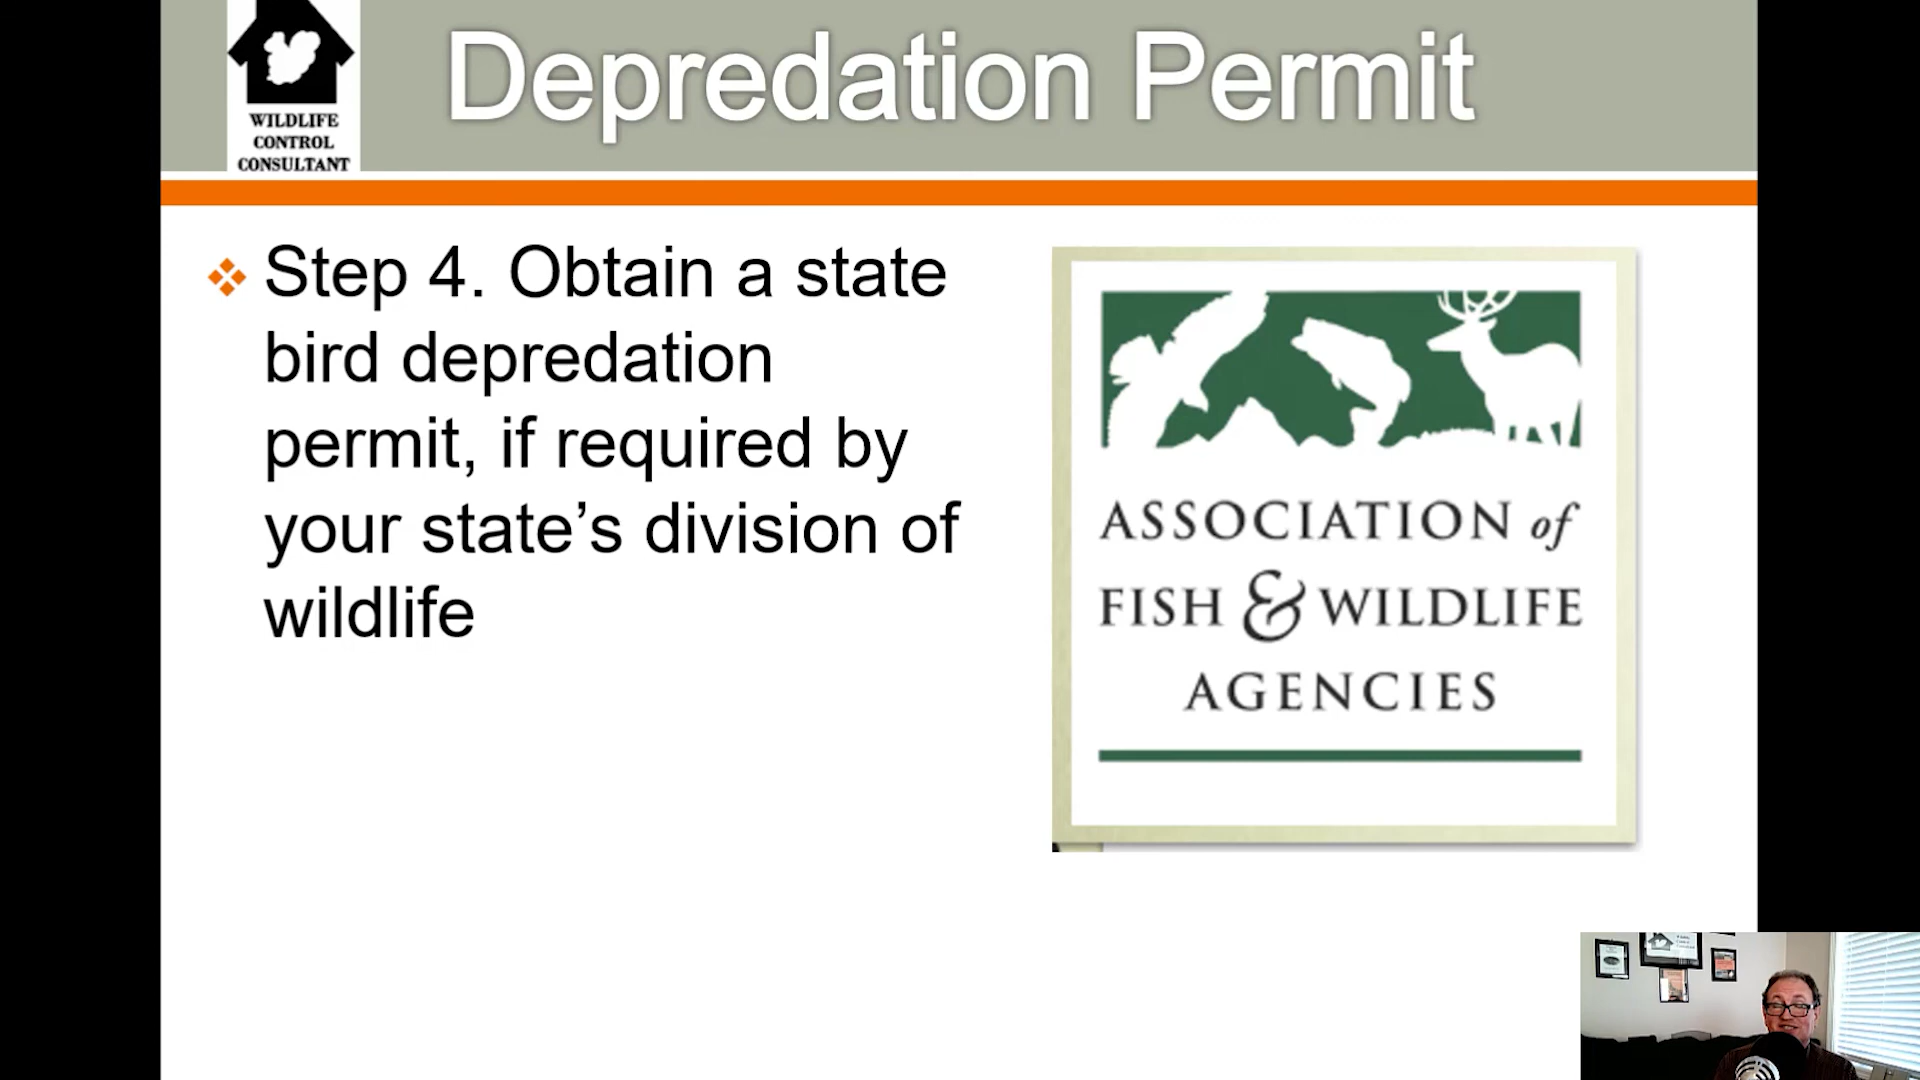 WILDLIFE
CONTROL
CONSULTANT
Depredation Permit
Step 4. Obtain a state
bird depredation
permit, if required by
your state’s division of
wildlife
ASSOCIATION of
FISH & WILDLIFE
AGENCIES